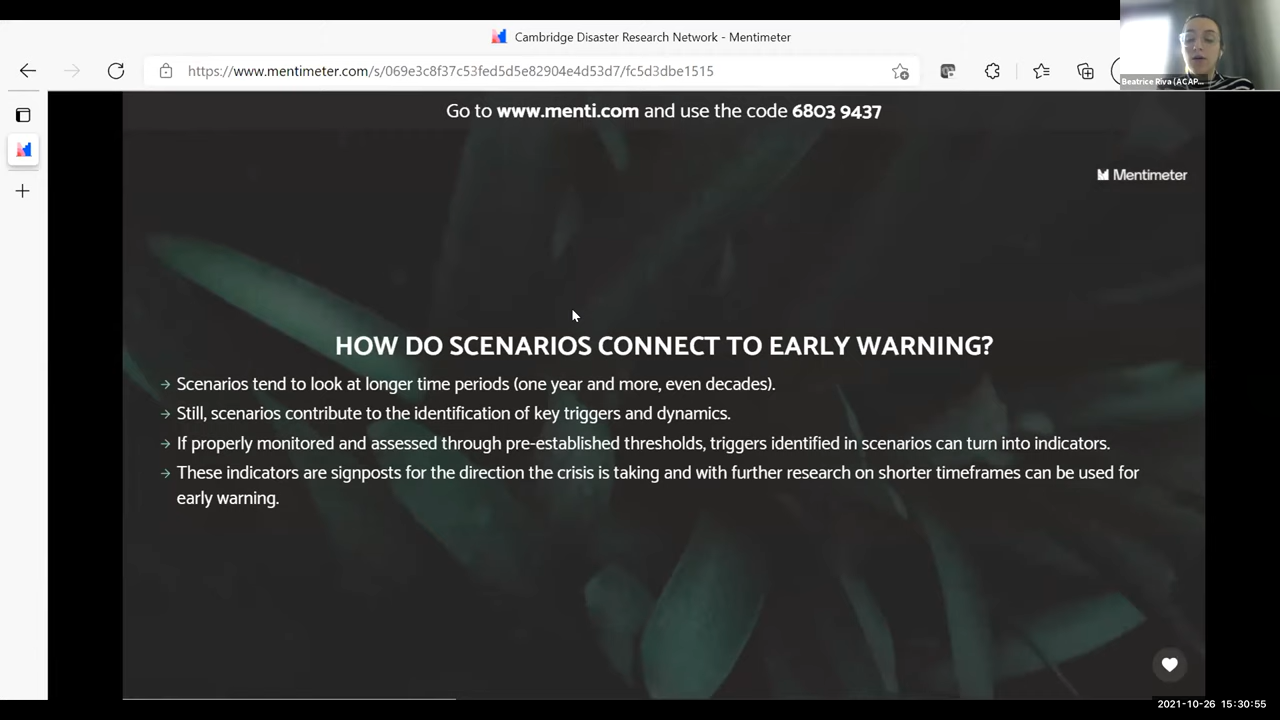 Cambridge Disaster Research Network - Mentimeter
https://www.mentimeter.com/s/069e3c8f37c53fed5d5e82904e4d53d7/fc5d3dbe1515
Beatrice Riva (ACAP...
Go to www.menti.com and use the code 6803 9437
Mentimeter
HOW DO SCENARIOS CONNECT TO EARLY WARNING?
→ Scenarios tend to look at longer time periods (one year and more, even decades).
→ Still, scenarios contribute to the identification of key triggers and dynamics.
→ If properly monitored and assessed through pre-established thresholds, triggers identified in scenarios can turn into indicators.
→ These indicators are signposts for the direction the crisis is taking and with further research on shorter timeframes can be used for
early warning.
2021-10-26 15:30:55